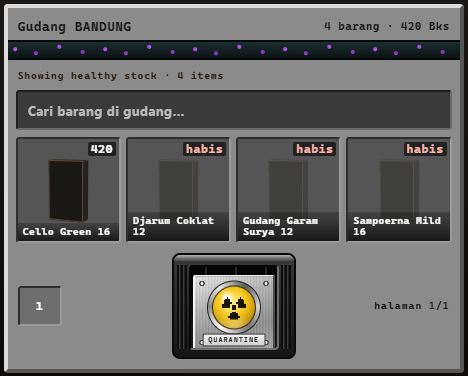 Gudang BANDUNG
4 barang · 420 Bks
Showing healthy stock · 4 items
Cari barang di gudang...
420
Cello Green 16
habis
Djarum Coklat
12
habis
Gudang Garam
Surya 12
habis
Sampoerna Mild
16
QUARANTINE
1
halaman 1/1